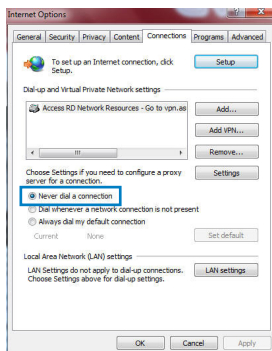 Internet Options
General Security Privacy Content Connections Programs Advanced
To set up an Internet connection, click
Setup.
Setup
Dial-up and Virtual Private Network settings
Access RD Network Resources - Go to vpn.as
Add...
Add VPN...
Remove...
Choose Settings if you need to configure a proxy
server for a connection.
Settings
Never dial a connection
Dial whenever a network connection is not present
Always dial my default connection
Current None
Set default
Local Area Network (LAN) settings
LAN Settings do not apply to dial-up connections.
Choose Settings above for dial-up settings.
LAN settings
OK Cancel Apply